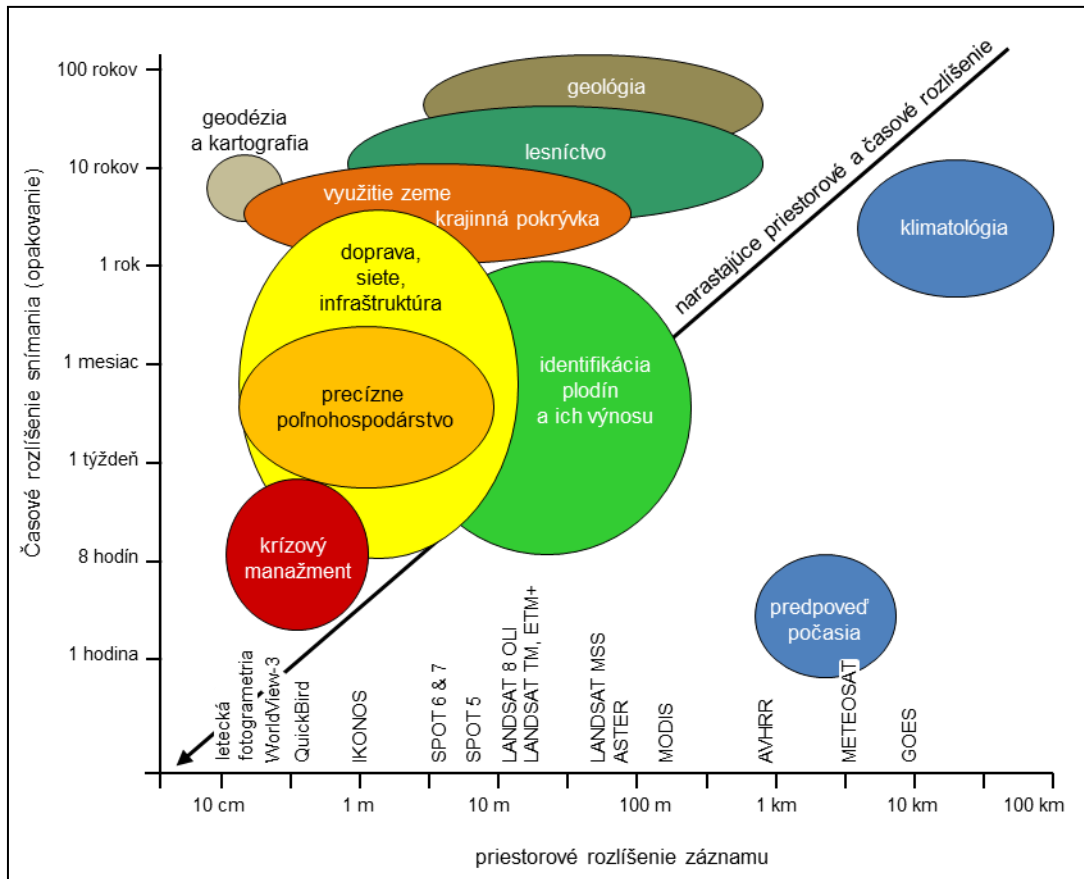 Časové rozlíšenie snímania (opakovanie)
100 rokov
10 rokov
1 rok
1 mesiac
1 týždeň
8 hodín
1 hodina
geológia
geodézia
a kartografia
lesníctvo
využitie zeme
krajinná pokrývka
narastajúce priestorové a časové rozlíšenie
klimatológia
doprava,
siete,
infraštruktúra
identifikácia
plodín
a ich výnosu
precízne
poľnohospodárstvo
krízový
manažment
predpoveď
počasia
letecká
fotogrametria
WorldView-3
QuickBird
IKONOS
SPOT 6 & 7
SPOT 5
LANDSAT 8 OLI
LANDSAT TM, ETM+
LANDSAT MSS
ASTER
MODIS
AVHRR
METEOSAT
GOES
10 cm
1 m
10 m
100 m
1 km
10 km
100 km
priestorové rozlíšenie záznamu